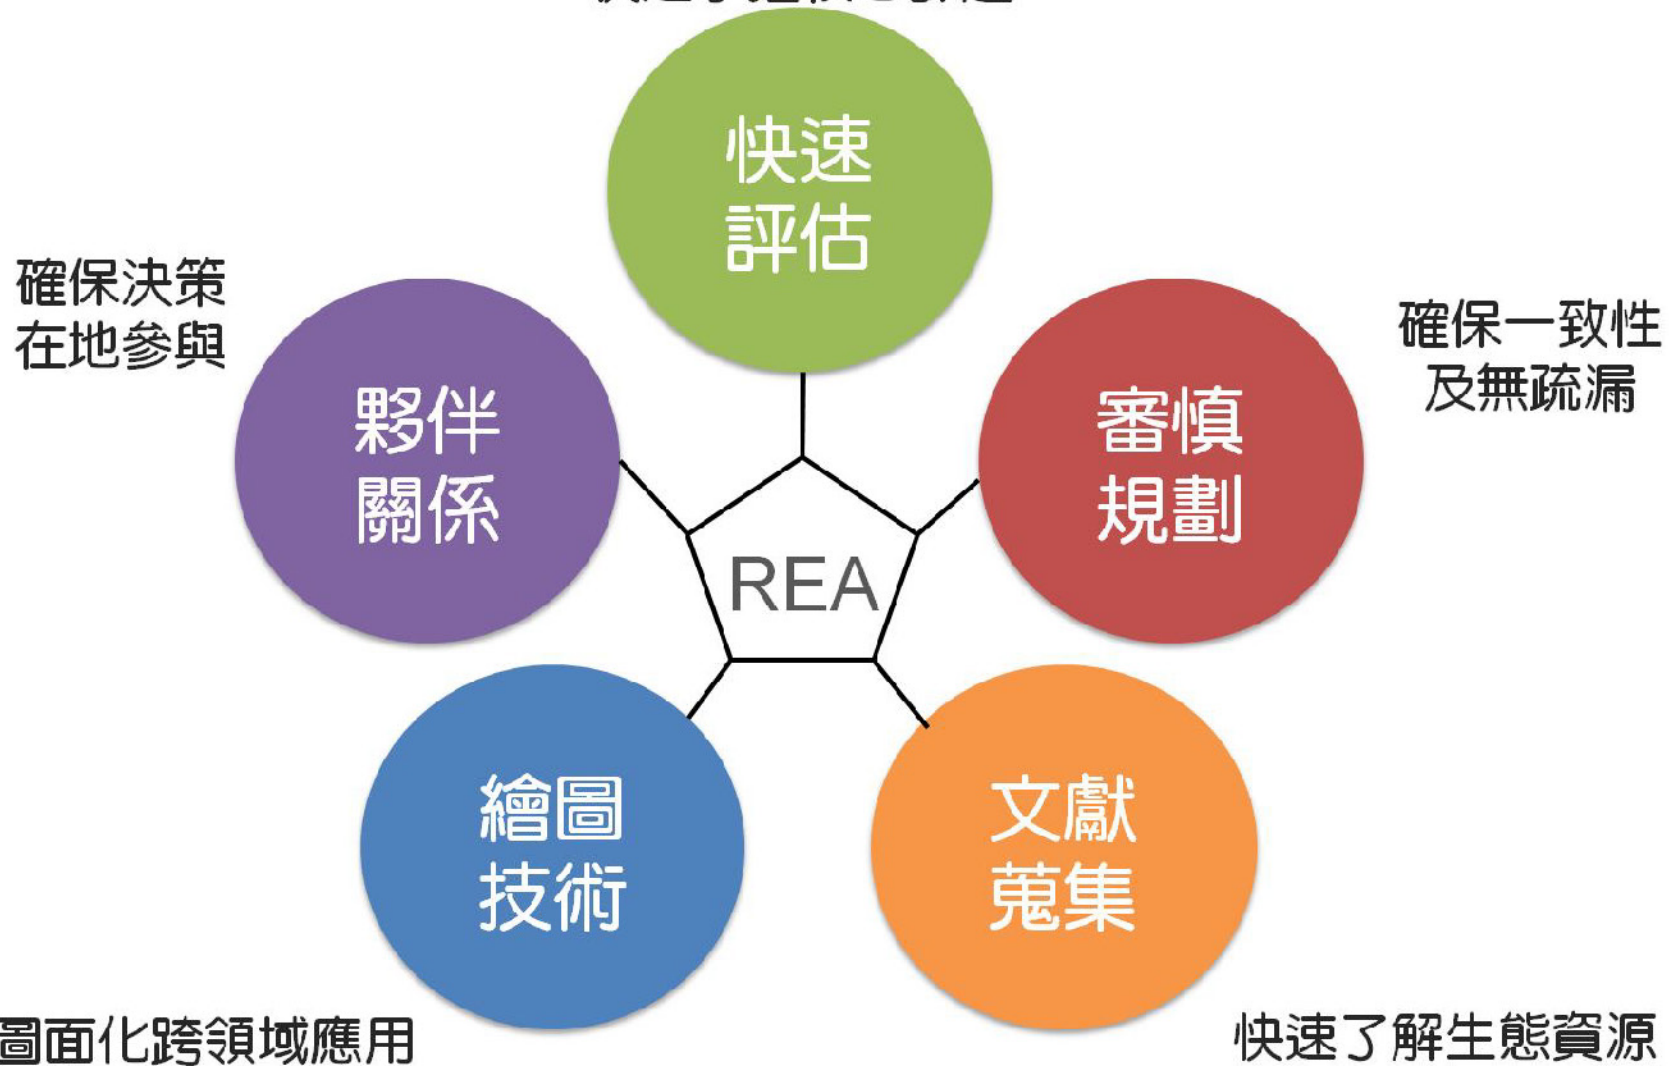 快速
評估
確保決策
在地參與
夥伴
關係
審慎
規劃
確保一致性
及無疏漏
REA
繪圖
技術
文獻
蒐集
圖面化跨領域應用
快速了解生態資源